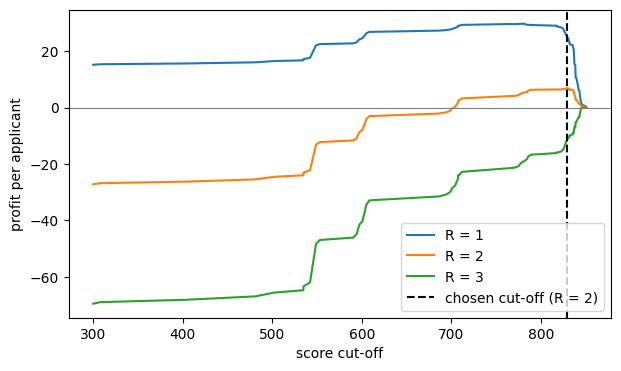 profit per applicant
20
0
−20
−40
−60
R = 1
R = 2
R = 3
chosen cut-off (R = 2)
300
400
500
600
700
800
score cut-off